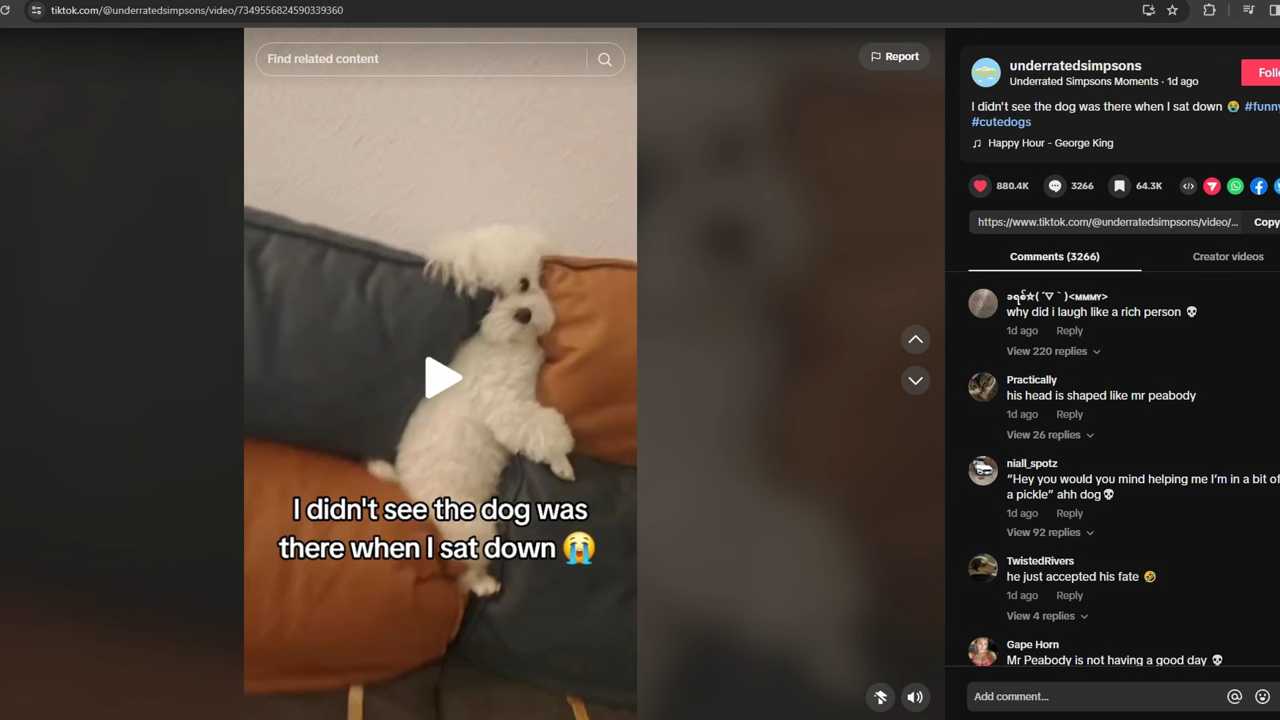 tiktok.com/@underratedsimpsons/video/7349556824590339360
Find related content
Report
I didn't see the dog was
there when I sat down 😭
underratedsimpsons
Underrated Simpsons Moments · 1d ago
Follo
I didn't see the dog was there when I sat down 😭 #funny
#cutedogs
Happy Hour - George King
880.4K
3266
64.3K
https://www.tiktok.com/@underratedsimpsons/video/...
Copy
Comments (3266)
Creator videos
why did i laugh like a rich person 💀
1d ago Reply
View 220 replies
Practically
his head is shaped like mr peabody
1d ago Reply
View 26 replies
niall_spotz
“Hey you would you mind helping me I’m in a bit of
a pickle” ahh dog💀
1d ago Reply
View 92 replies
TwistedRivers
he just accepted his fate 🤣
1d ago Reply
View 4 replies
Gape Horn
Mr Peabody is not having a good day 💀
Add comment...